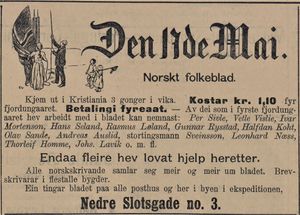 Den 17de Mai.
Norskt folkeblad.
Kjem ut i Kristiania 3 gonger i vika. Kostar kr. 1,10 fyr
fjordungaaret. Betalingi fyreaat. — Av dei som i fyrste fjordung-
aaret hev arbeidt med i bladet kan nemnast: Per Sivle, Velle Vislie, Ivar
Mortenson, Hans Seland, Rasmus Løland, Gunnar Rysstad, Halfdan Koht,
Olav Sande, Andreas Austlid, stortingsmann Sveinsson, Leonhard Næss,
Thorleif Homme, Johs. Lavik o. m. fl.
Endaa fleire hev lovat hjelp heretter.
Alle norskskrivande samlar seg meir og meir um bladet. Brev-
skrivarar i flestalle bygder.
Ein tingar bladet paa alle posthus og her i byen i ekspeditionen,
Nedre Slotsgade no. 3.